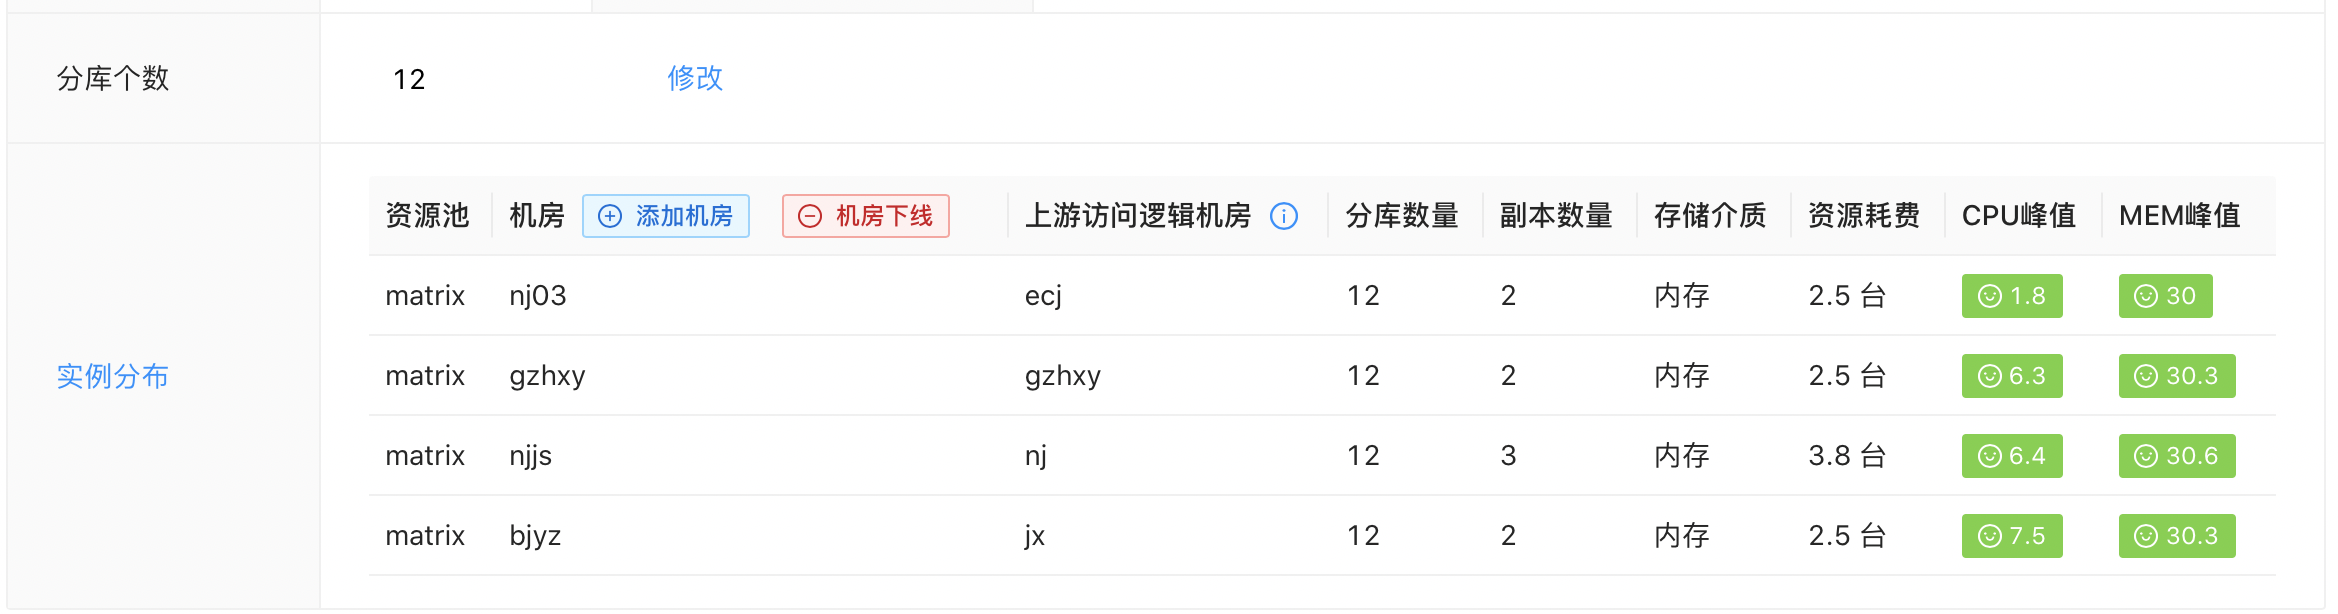 分库个数 12 修改
实例分布
资源池 机房 添加机房 机房下线 上游访问逻辑机房 分库数量 副本数量 存储介质 资源耗费 CPU峰值 MEM峰值
matrix nj03 ecj 12 2 内存 2.5 台 1.8 30
matrix gzhxy gzhxy 12 2 内存 2.5 台 6.3 30.3
matrix njjs nj 12 3 内存 3.8 台 6.4 30.6
matrix bjyz jx 12 2 内存 2.5 台 7.5 30.3